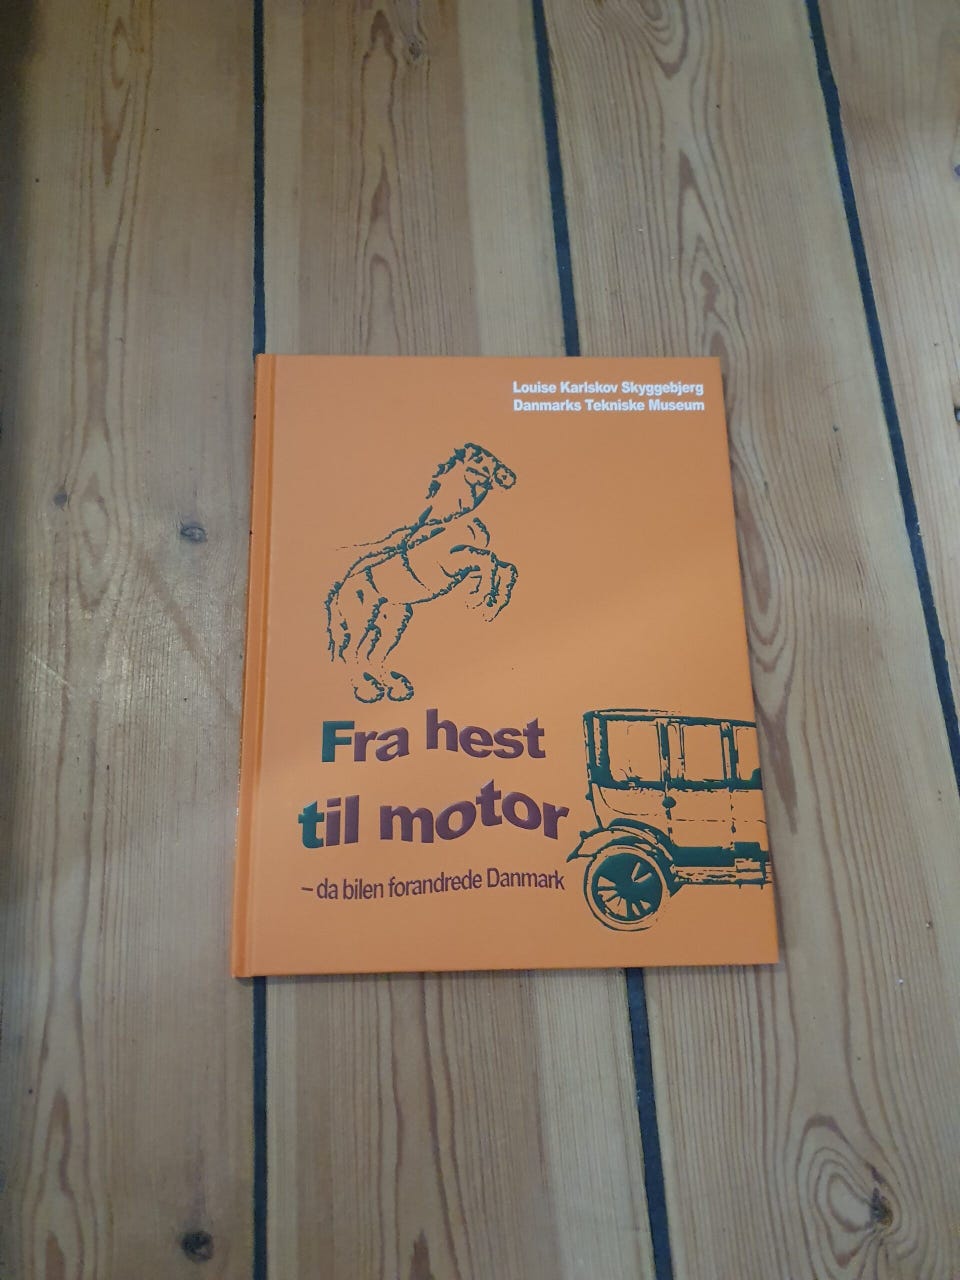 Louise Karlskov Skyggebjerg
Danmarks Tekniske Museum
Fra hest
til motor
– da bilen forandrede Danmark